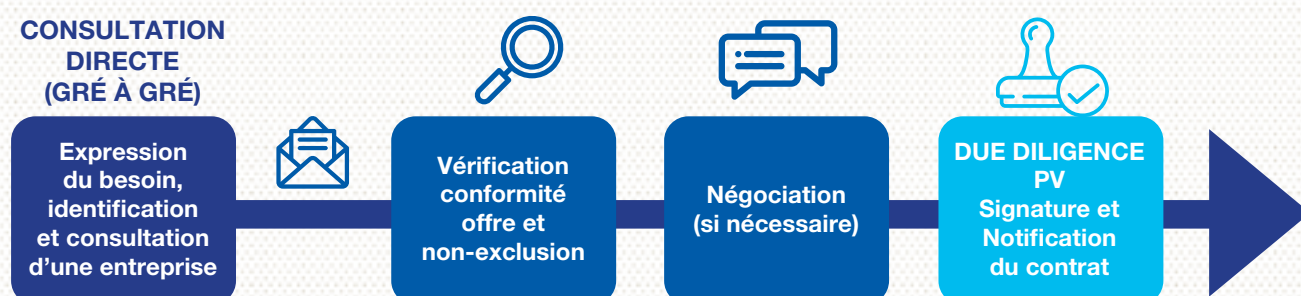 CONSULTATION
DIRECTE
(GRÉ À GRÉ)
Expression
du besoin,
identification
et consultation
d’une entreprise
Vérification
conformité
offre et
non-exclusion
Négociation
(si nécessaire)
DUE DILIGENCE
PV
Signature et
Notification
du contrat